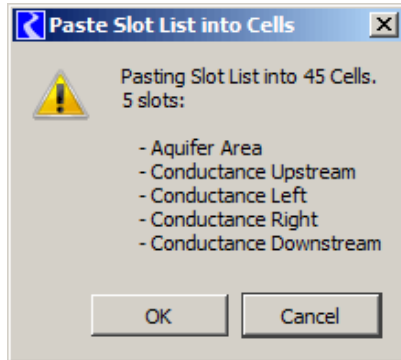 Paste Slot List into Cells
Pasting Slot List into 45 Cells.
5 slots:
- Aquifer Area
- Conductance Upstream
- Conductance Left
- Conductance Right
- Conductance Downstream
OK
Cancel